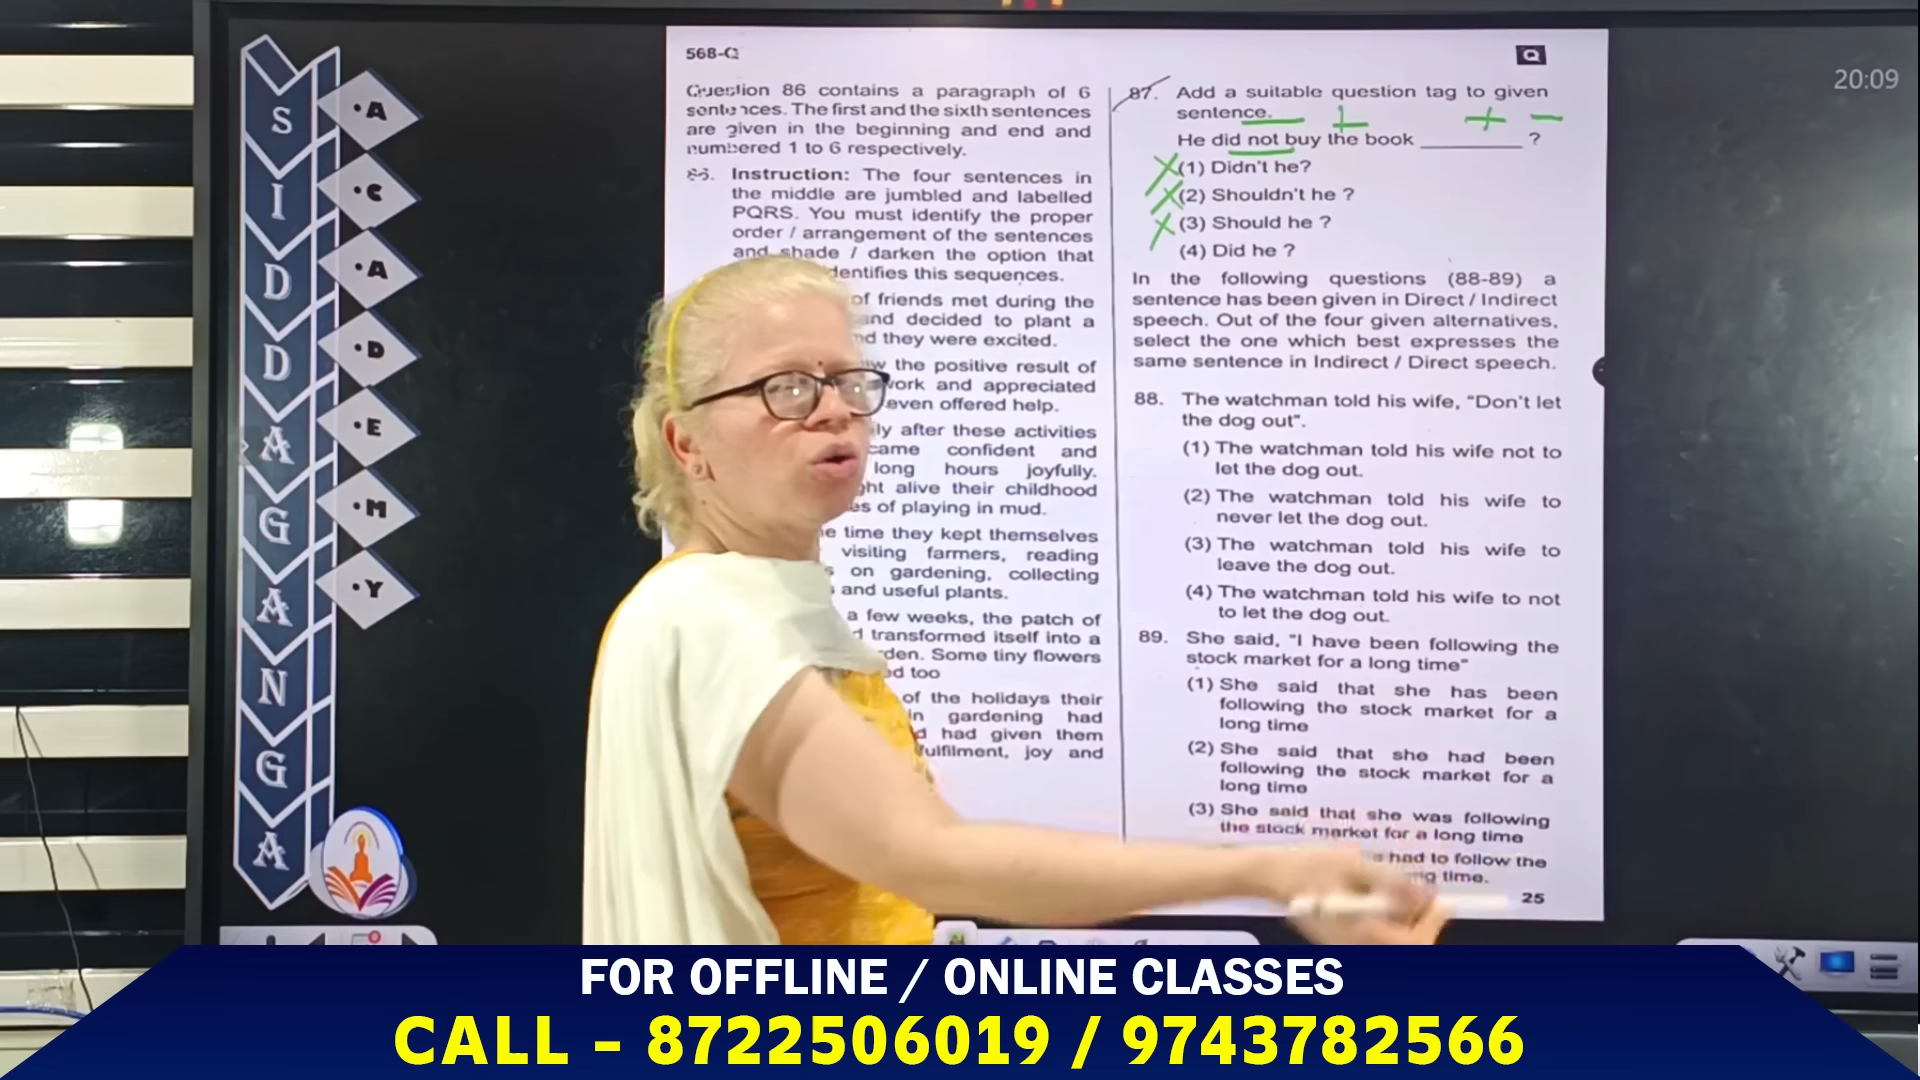 S
I
D
D
A
G
A
N
G
A
• A
• C
• A
• D
• E
• M
• Y
568-Q
Question 86 contains a paragraph of 6
sentences. The first and the sixth sentences
are given in the beginning and end and
numbered 1 to 6 respectively.
86. Instruction: The four sentences in
the middle are jumbled and labelled
PQRS. You must identify the proper
order / arrangement of the sentences
and shade / darken the option that
identifies this sequences.
of friends met during the
and decided to plant a
they were excited.
the positive result of
work and appreciated
even offered help.
after these activities
confident and
long hours joyfully.
alive their childhood
of playing in mud.
time they kept themselves
visiting farmers, reading
on gardening, collecting
and useful plants.
a few weeks, the patch of
transformed itself into a
Some tiny flowers
too
of the holidays their
in gardening had
had given them
fulfilment, joy and
Q
87. Add a suitable question tag to given
sentence.
+ −
He did not buy the book ________ ?
(1) Didn't he?
(2) Shouldn't he ?
(3) Should he ?
(4) Did he ?
In the following questions (88-89) a
sentence has been given in Direct / Indirect
speech. Out of the four given alternatives,
select the one which best expresses the
same sentence in Indirect / Direct speech.
88. The watchman told his wife, "Don't let
the dog out".
(1) The watchman told his wife not to
let the dog out.
(2) The watchman told his wife to
never let the dog out.
(3) The watchman told his wife to
leave the dog out.
(4) The watchman told his wife to not
to let the dog out.
89. She said, "I have been following the
stock market for a long time"
(1) She said that she has been
following the stock market for a
long time
(2) She said that she had been
following the stock market for a
long time
(3) She said that she was following
the stock market for a long time
had to follow the
time.
25
20:09
FOR OFFLINE / ONLINE CLASSES
CALL – 8722506019 / 9743782566